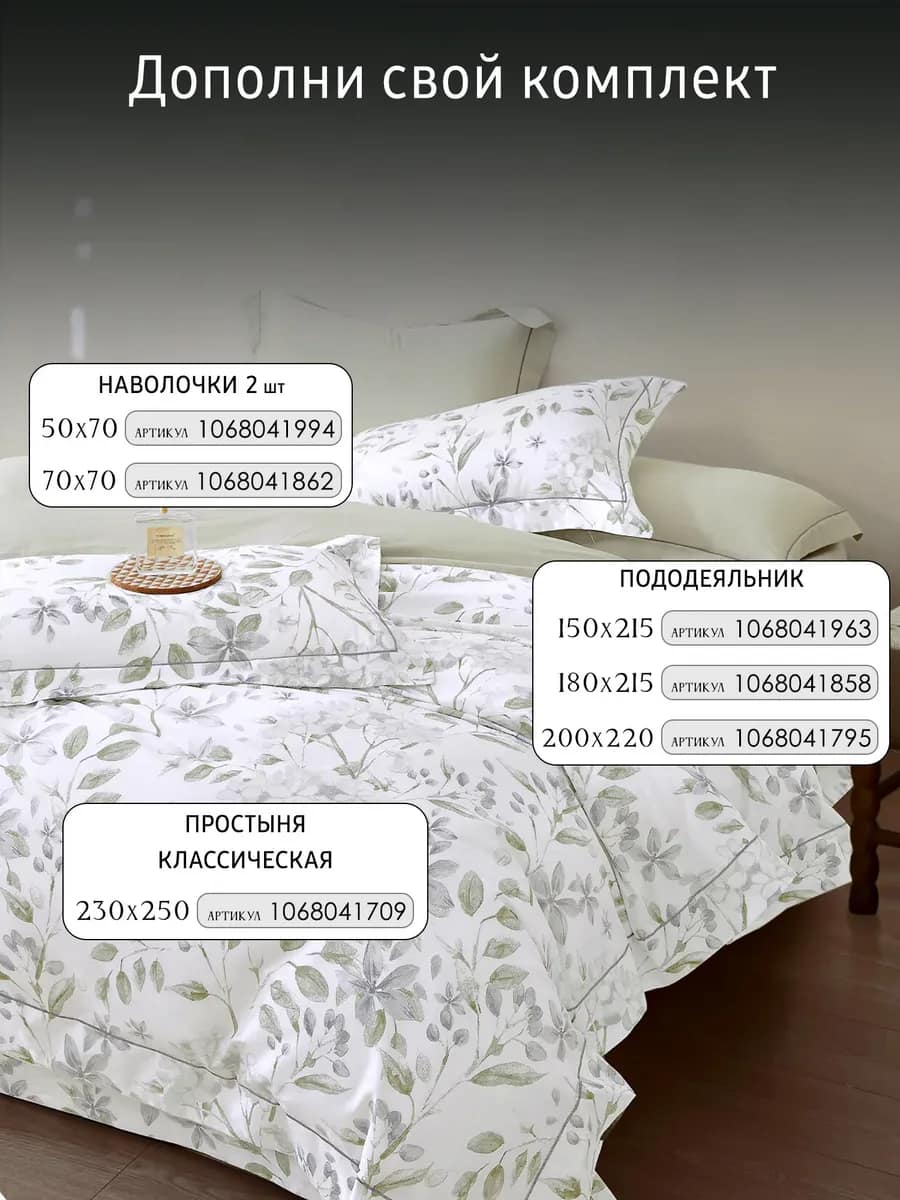 Дополни свой комплект
НАВОЛОЧКИ 2 шт
50х70 АРТИКУЛ 1068041994
70х70 АРТИКУЛ 1068041862
ПОДОДЕЯЛЬНИК
150х215 АРТИКУЛ 1068041963
180х215 АРТИКУЛ 1068041858
200х220 АРТИКУЛ 1068041795
ПРОСТЫНЯ
КЛАССИЧЕСКАЯ
230х250 АРТИКУЛ 1068041709